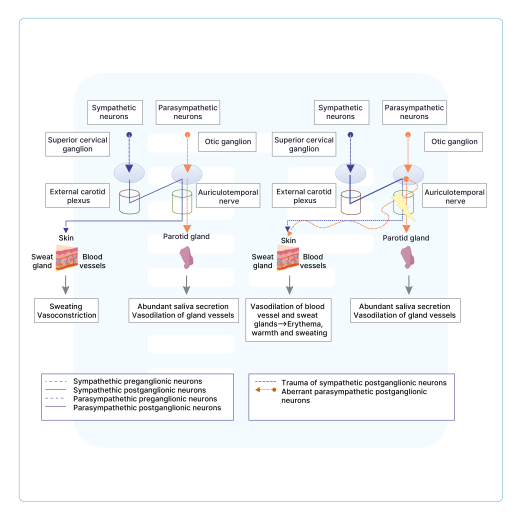 Sympathetic
neurons
Parasympathetic
neurons
Superior cervical
ganglion
Otic ganglion
External carotid
plexus
Auriculotemporal
nerve
Skin
Parotid gland
Sweat
gland
Blood
vessels
Sweating
Vasoconstriction
Abundant saliva secretion
Vasodilation of gland vessels
Sympathetic
neurons
Parasympathetic
neurons
Superior cervical
ganglion
Otic ganglion
External carotid
plexus
Auriculotemporal
nerve
Skin
Parotid gland
Sweat
gland
Blood
vessels
Vasodilation of blood
vessel and sweat
glands→Erythema,
warmth and sweating
Abundant saliva secretion
Vasodilation of gland vessels
Sympathethic preganglionic neurons
Sympathethic postganglionic neurons
Parasympathethic preganglionic neurons
Parasympathethic postganglionic neurons
Trauma of sympathetic postganglionic neurons
Aberrant parasympathetic postganglionic
neurons